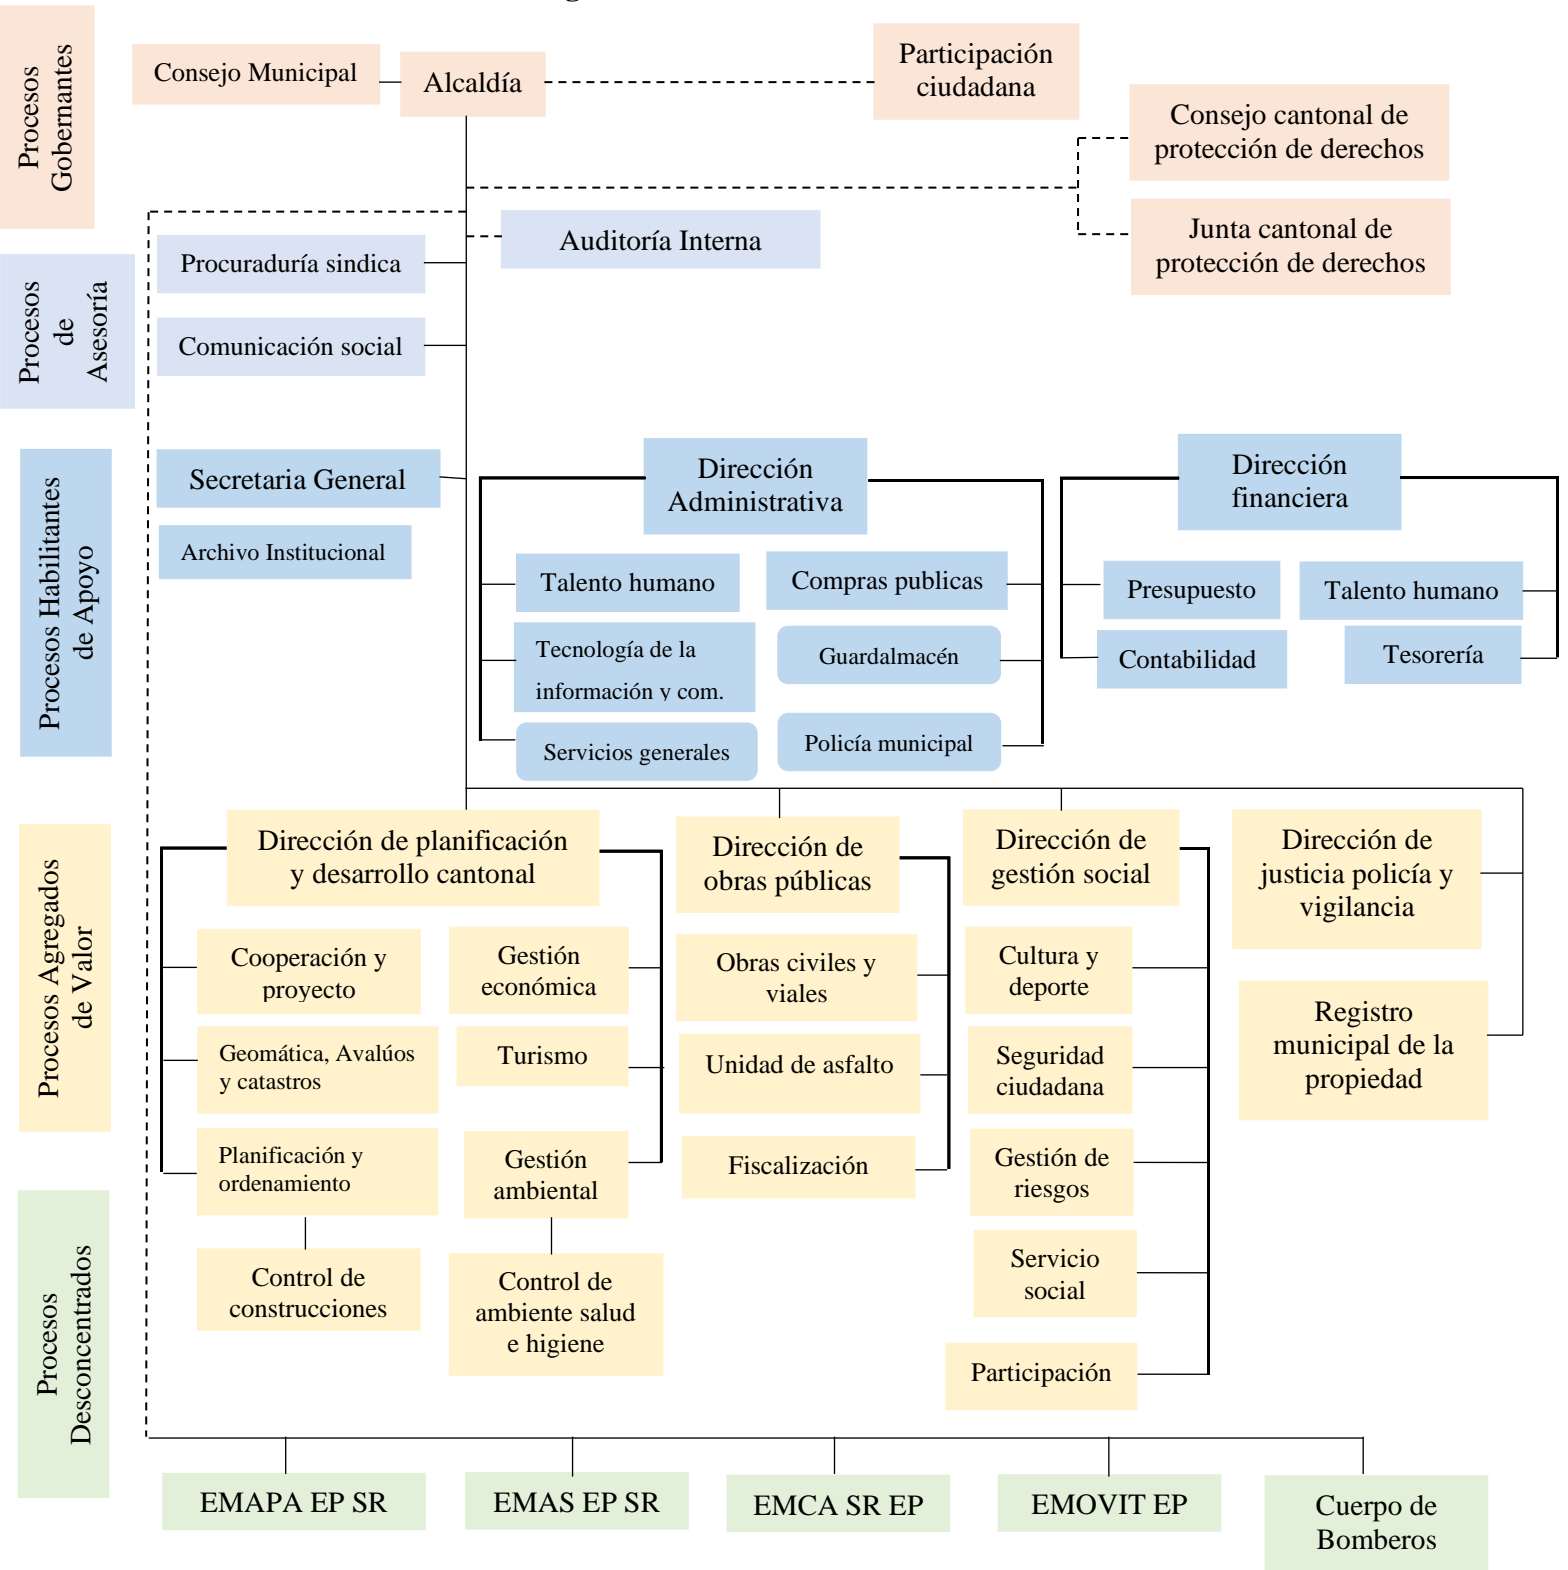 Procesos
Gobernantes
Consejo Municipal
Alcaldía
Participación
ciudadana
Consejo cantonal de
protección de derechos
Junta cantonal de
protección de derechos
Procesos
de
Asesoría
Auditoría Interna
Procuraduría sindica
Comunicación social
Procesos Habilitantes
de Apoyo
Secretaria General
Archivo Institucional
Dirección
Administrativa
Talento humano
Compras publicas
Tecnología de la
información y com.
Guardalmacén
Servicios generales
Policía municipal
Dirección
financiera
Presupuesto
Talento humano
Contabilidad
Tesorería
Procesos Agregados
de Valor
Dirección de planificación
y desarrollo cantonal
Cooperación y
proyecto
Gestión
económica
Geomática, Avalúos
y catastros
Turismo
Planificación y
ordenamiento
Gestión
ambiental
Control de
construcciones
Control de
ambiente salud
e higiene
Dirección de
obras públicas
Obras civiles y
viales
Unidad de asfalto
Fiscalización
Dirección de
gestión social
Cultura y
deporte
Seguridad
ciudadana
Gestión de
riesgos
Servicio
social
Participación
Dirección de
justicia policía y
vigilancia
Registro
municipal de la
propiedad
Procesos
Desconcentrados
EMAPA EP SR
EMAS EP SR
EMCA SR EP
EMOVIT EP
Cuerpo de
Bomberos